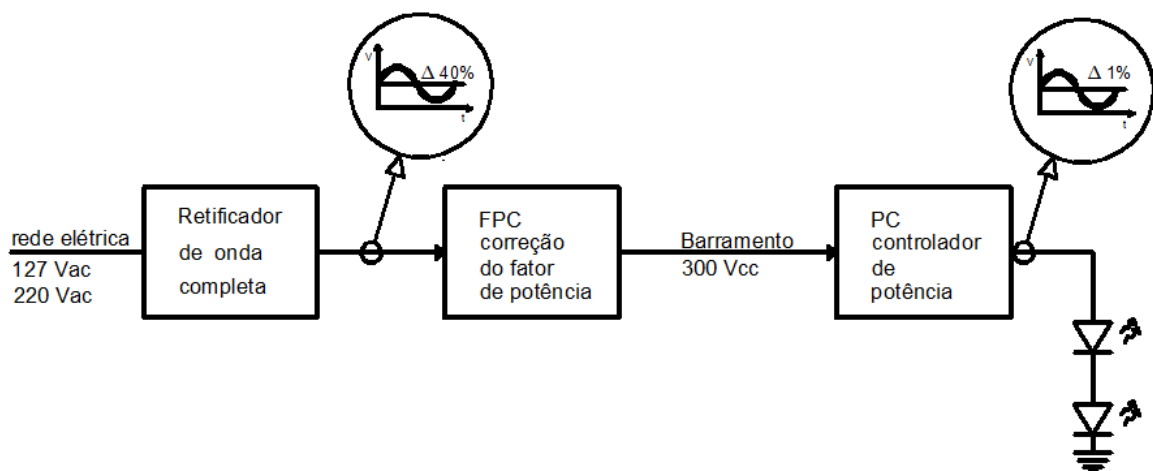 V
Δ 40%
t
V
Δ 1%
t
rede elétrica
127 Vac
220 Vac
Retificador
de onda
completa
FPC
correção
do fator
de potência
Barramento
300 Vcc
PC
controlador
de
potência